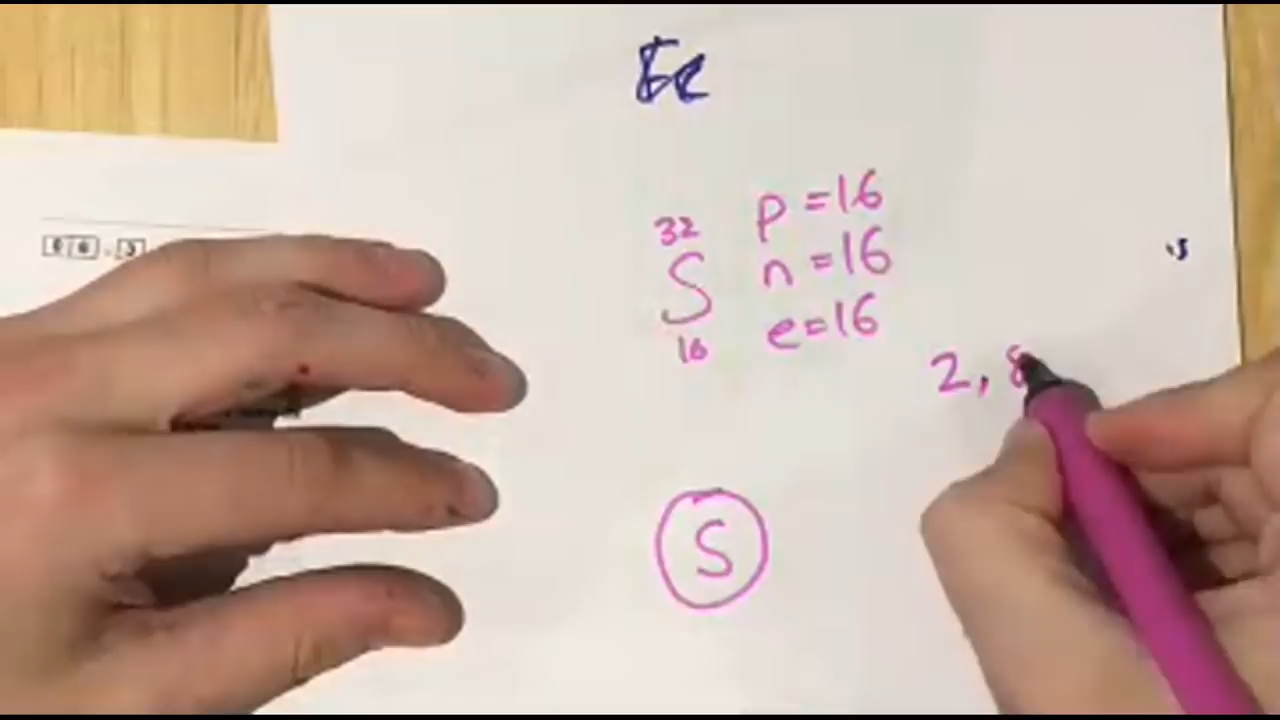 32
S
16
p = 16
n = 16
e = 16
2, 8
S